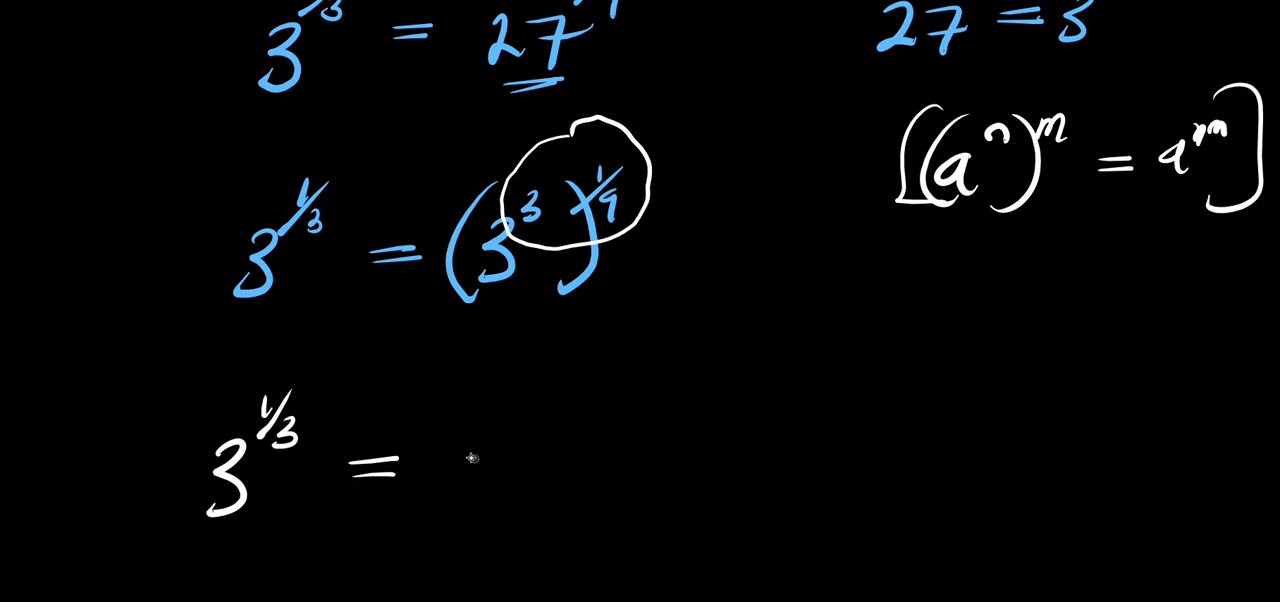 3^{1/3} = 27 27 = 3
[(a^n)^m = a^{nm}]
3^{1/3} = (3^3)^{1/9}
3^{1/3} =